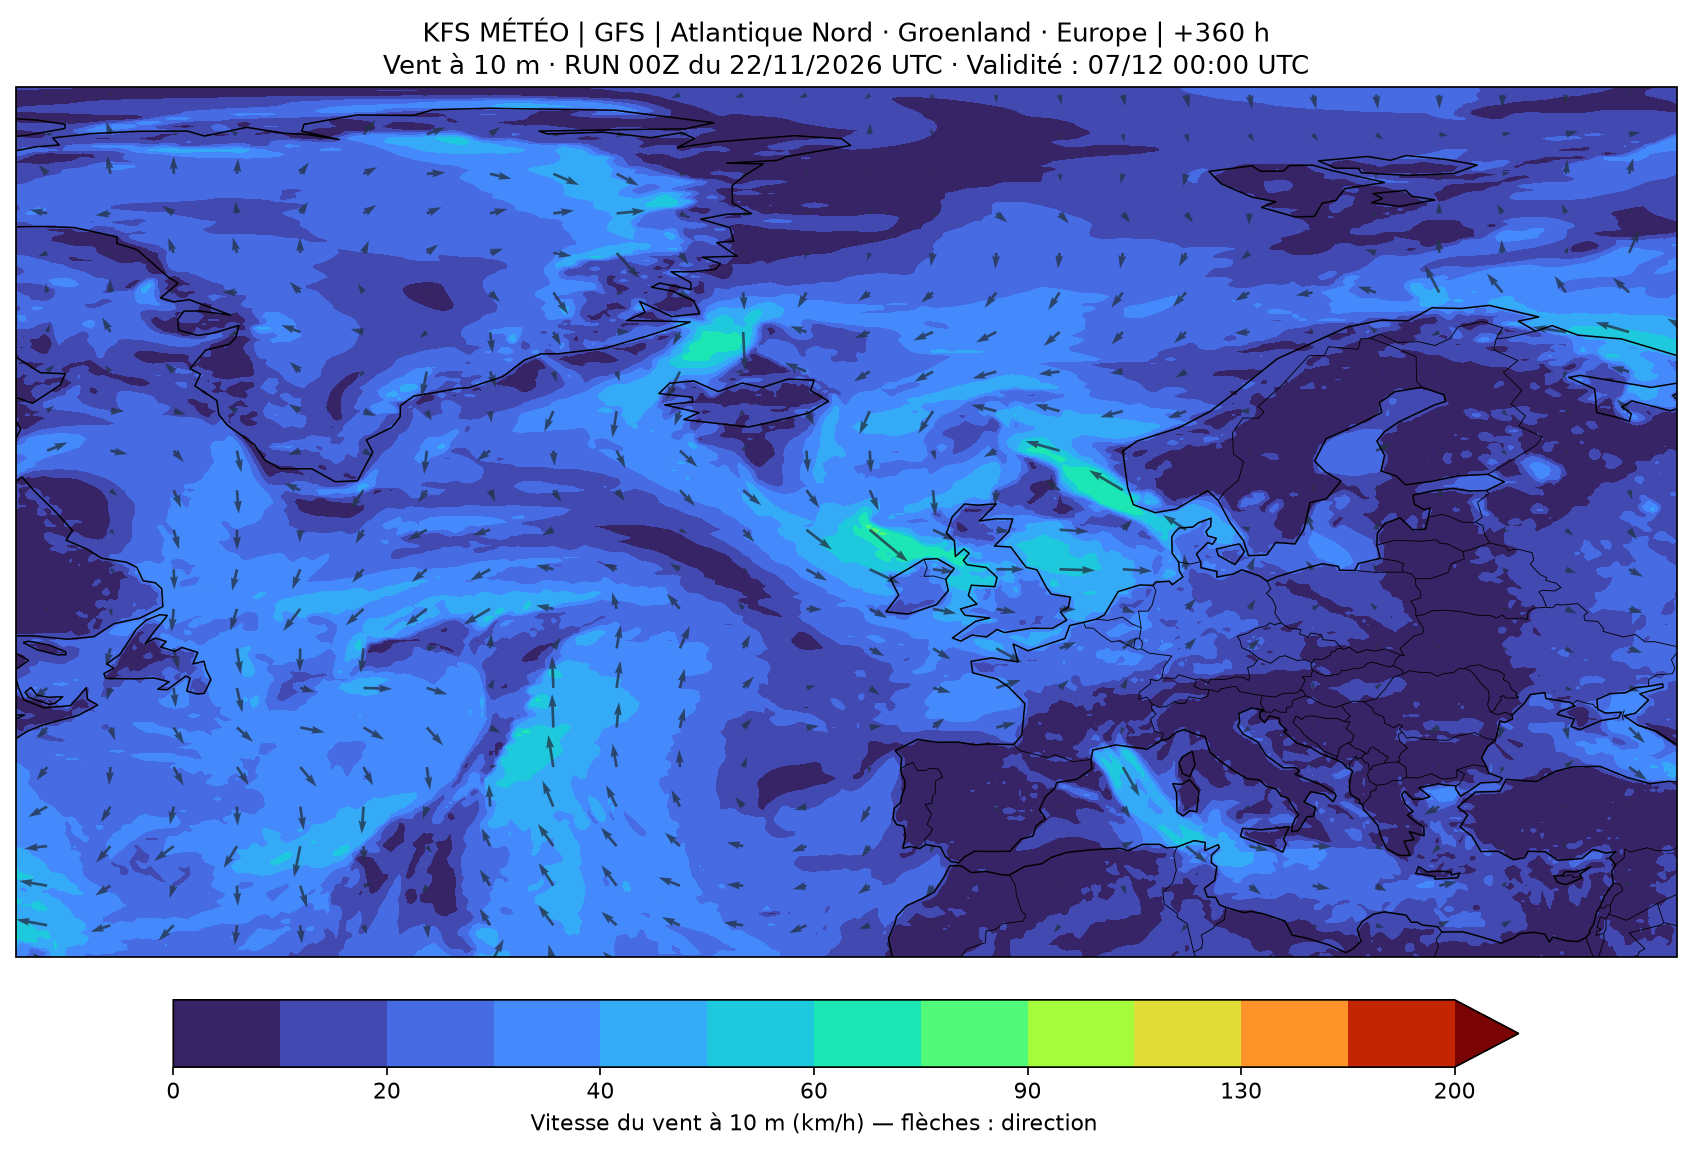 KFS MÉTÉO | GFS | Atlantique Nord · Groenland · Europe | +360 h
Vent à 10 m · RUN 00Z du 22/11/2026 UTC · Validité : 07/12 00:00 UTC
0 20 40 60 90 130 200
Vitesse du vent à 10 m (km/h) — flèches : direction